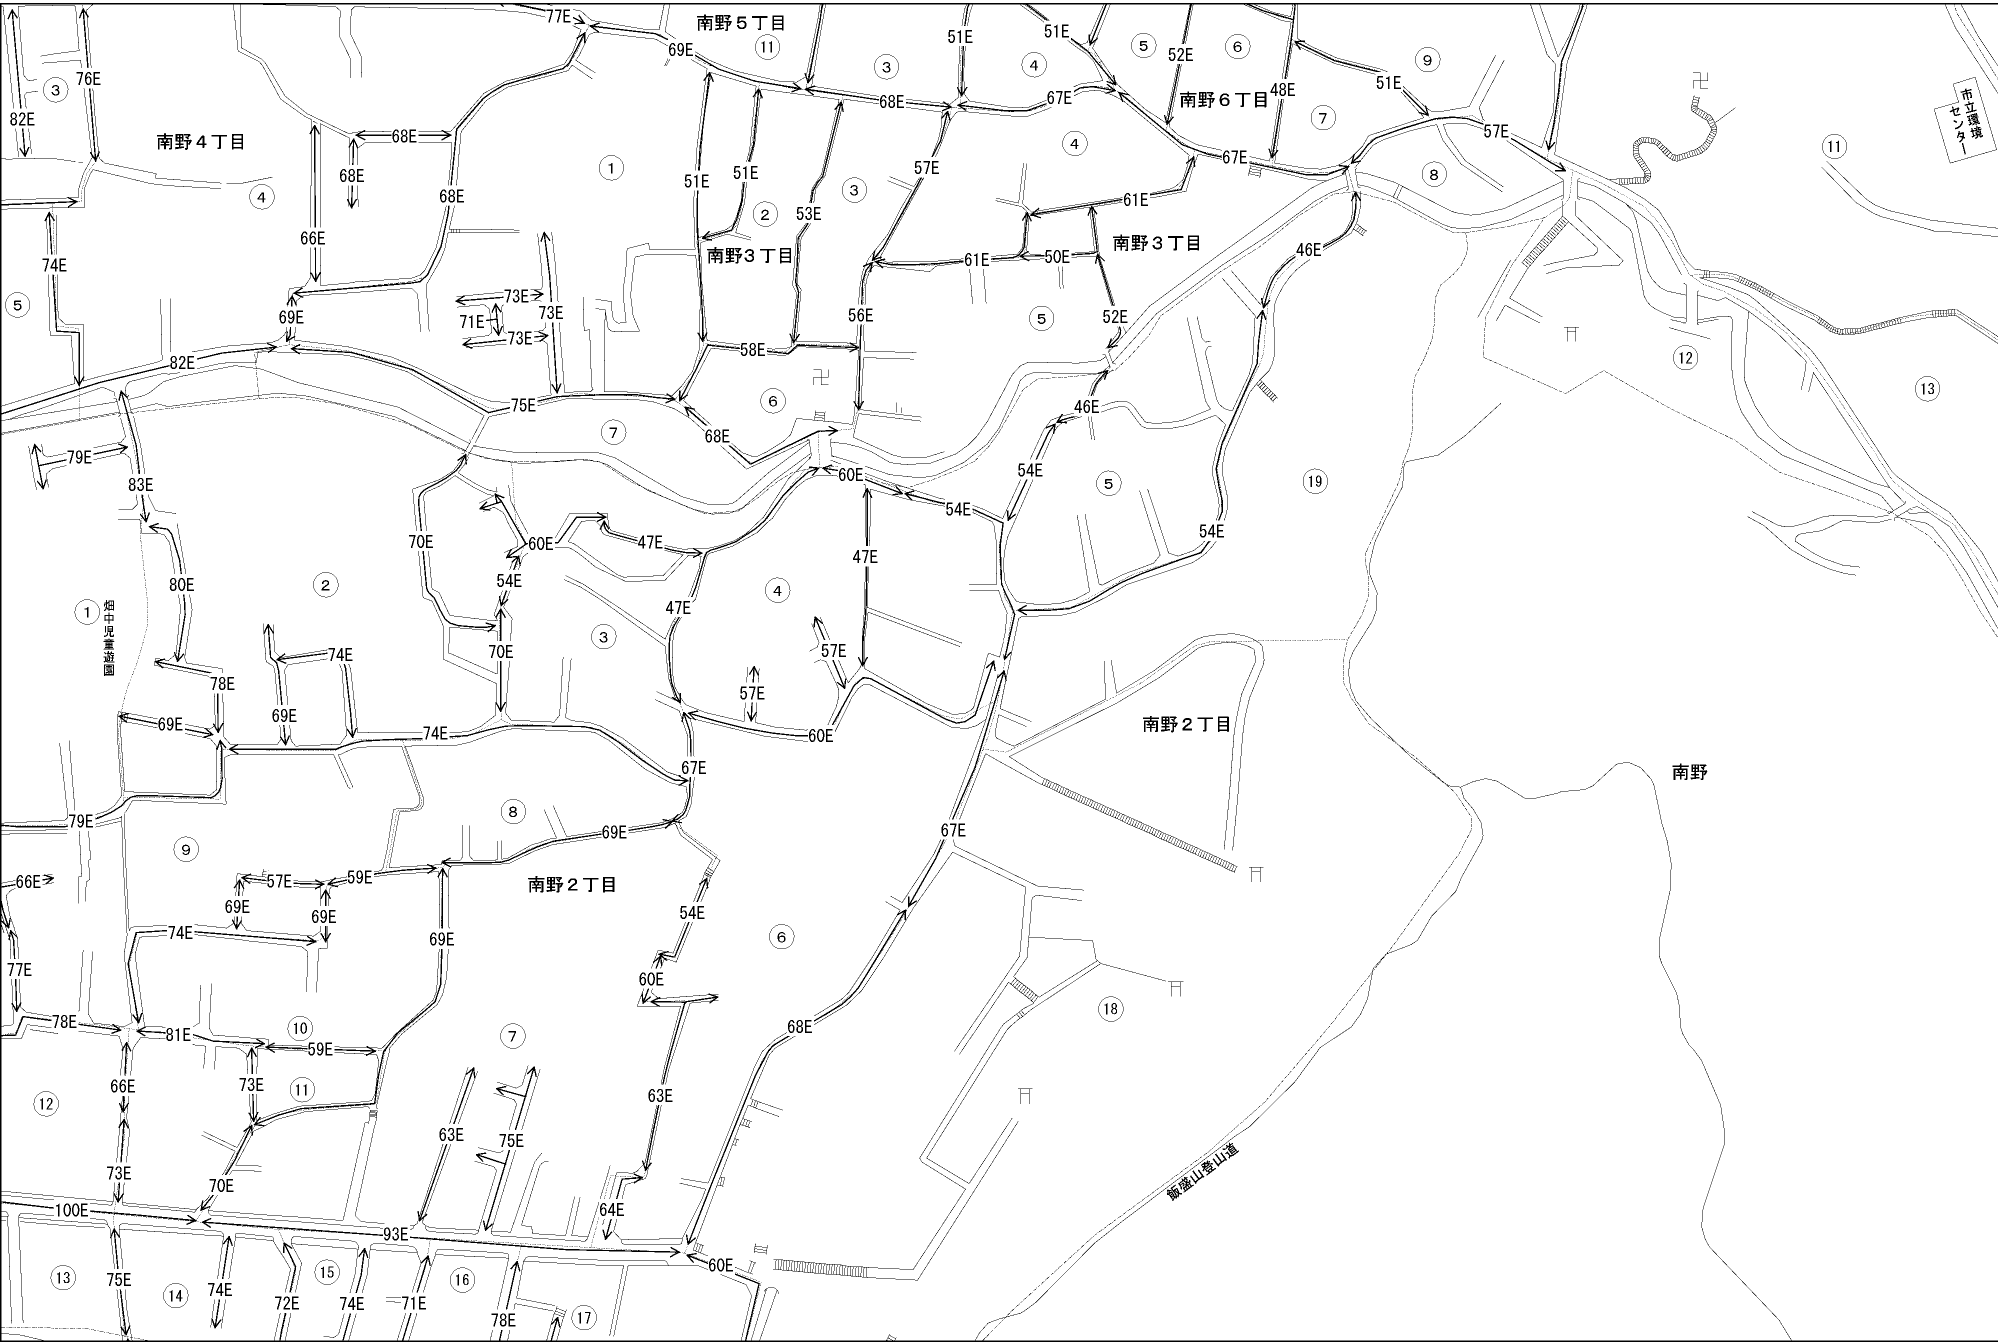 77E
南野５丁目
69E
11
51E
51E
5
52E
6
9
76E
3
3
4
68E
67E
48E
51E
南野６丁目
市立環境
センター
82E
南野４丁目
68E
7
57E
11
1
57E
4
67E
68E
4
68E
51E
51E
3
8
61E
66E
2
53E
74E
南野３丁目
61E
50E
南野３丁目
46E
5
69E
73E
71E
73E
73E
56E
5
52E
82E
58E
12
13
75E
6
7
68E
46E
79E
83E
60E
54E
5
19
54E
70E
60E
47E
47E
54E
80E
2
54E
4
1
畑中児童遊園
47E
3
70E
74E
57E
78E
69E
57E
69E
74E
60E
南野２丁目
67E
南野
79E
8
69E
67E
9
66E
57E
59E
南野２丁目
69E
69E
54E
74E
69E
6
77E
60E
78E
81E
10
59E
7
68E
18
66E
73E
11
12
63E
63E
75E
73E
70E
飯盛山登山道
100E
93E
64E
60E
13
75E
14
74E
15
72E
74E
16
71E
78E
17